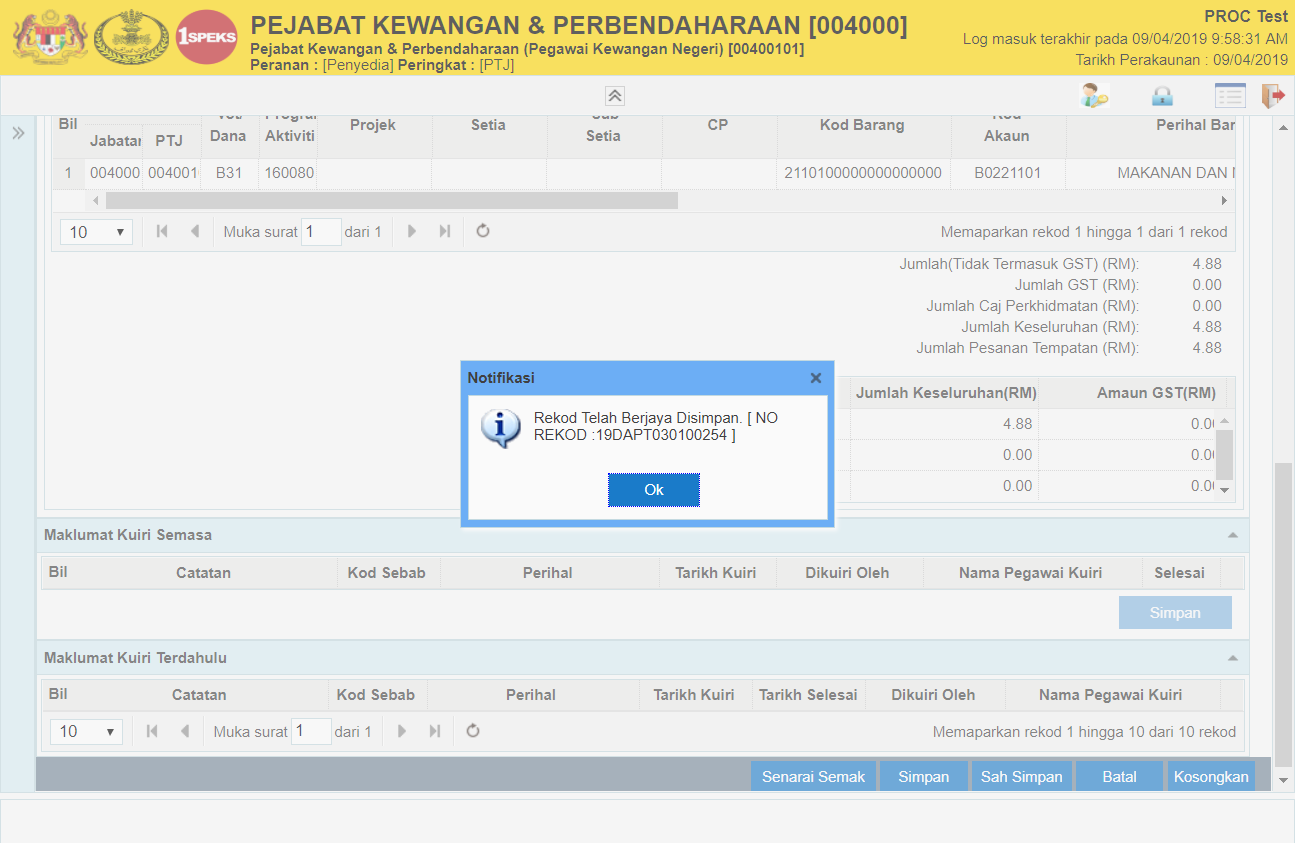 1SPEKS
PEJABAT KEWANGAN & PERBENDAHARAAN [004000]
Pejabat Kewangan & Perbendaharaan (Pegawai Kewangan Negeri) [00400101]
Peranan : [Penyedia] Peringkat : [PTJ]
PROC Test
Log masuk terakhir pada 09/04/2019 9:58:31 AM
Tarikh Perakaunan : 09/04/2019
Bil Jabatan PTJ Dana Aktiviti Projek Setia Sub Setia CP Kod Barang Kod Akaun Perihal Bar
1 004000 004001 B31 160080 2110100000000000000 B0221101 MAKANAN DAN
10 Muka surat 1 dari 1 Memaparkan rekod 1 hingga 1 dari 1 rekod
Jumlah(Tidak Termasuk GST) (RM): 4.88
Jumlah GST (RM): 0.00
Jumlah Caj Perkhidmatan (RM): 0.00
Jumlah Keseluruhan (RM): 4.88
Jumlah Pesanan Tempatan (RM): 4.88
Jumlah Keseluruhan(RM) Amaun GST(RM)
4.88 0.0
0.00 0.0
0.00 0.0
Notifikasi
Rekod Telah Berjaya Disimpan. [ NO
REKOD :19DAPT030100254 ]
Ok
Maklumat Kuiri Semasa
Bil Catatan Kod Sebab Perihal Tarikh Kuiri Dikuiri Oleh Nama Pegawai Kuiri Selesai
Simpan
Maklumat Kuiri Terdahulu
Bil Catatan Kod Sebab Perihal Tarikh Kuiri Tarikh Selesai Dikuiri Oleh Nama Pegawai Kuiri
10 Muka surat 1 dari 1 Memaparkan rekod 1 hingga 10 dari 10 rekod
Senarai Semak Simpan Sah Simpan Batal Kosongkan